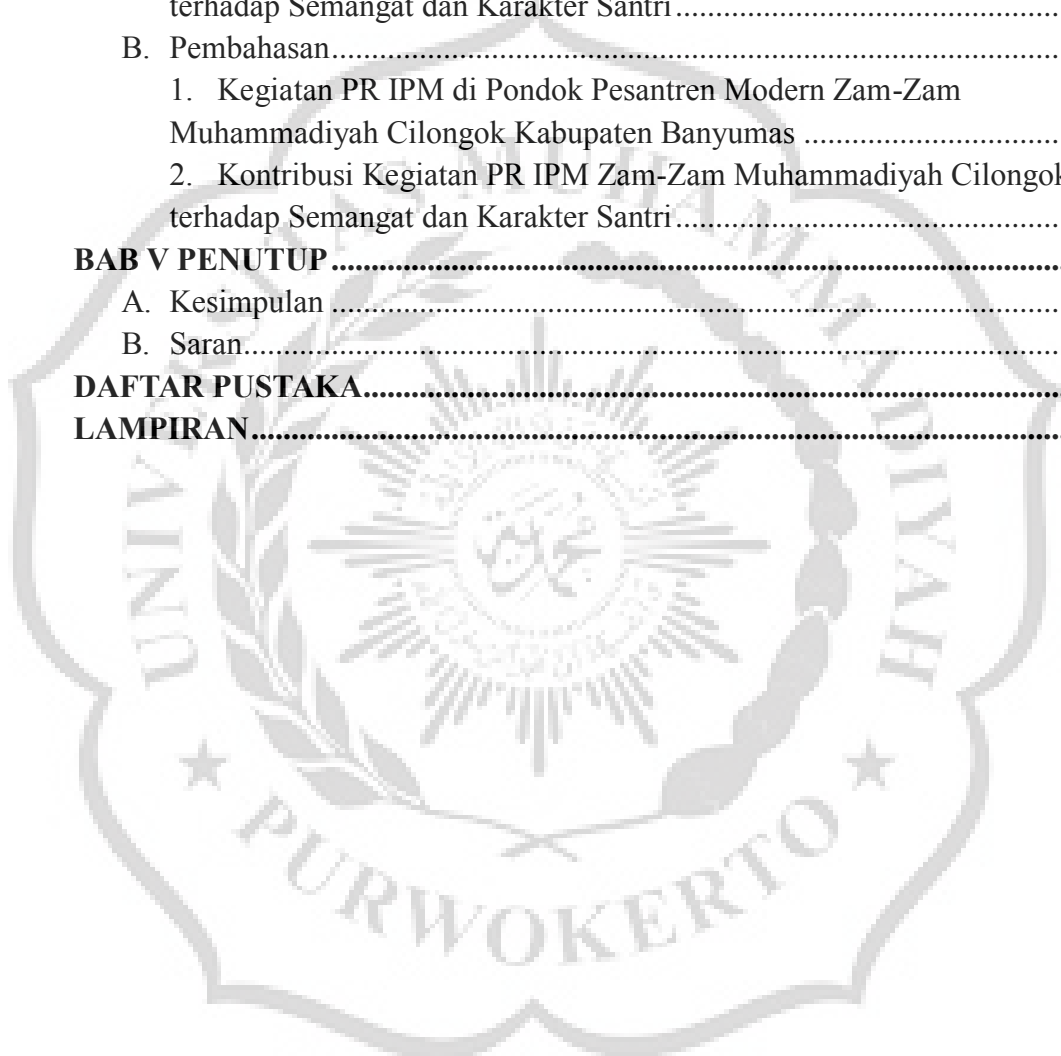 terhadap Semangat dan Karakter Santri........................................................
B. Pembahasan..............................................................................................
1. Kegiatan PR IPM di Pondok Pesantren Modern Zam-Zam
Muhammadiyah Cilongok Kabupaten Banyumas .......................................
2. Kontribusi Kegiatan PR IPM Zam-Zam Muhammadiyah Cilongok
terhadap Semangat dan Karakter Santri........................................................
BAB V PENUTUP............................................................................................
A. Kesimpulan ..............................................................................................
B. Saran.........................................................................................................
DAFTAR PUSTAKA........................................................................................
LAMPIRAN......................................................................................................
UNIVERSITAS MUHAMMADIYAH
PURWOKERTO